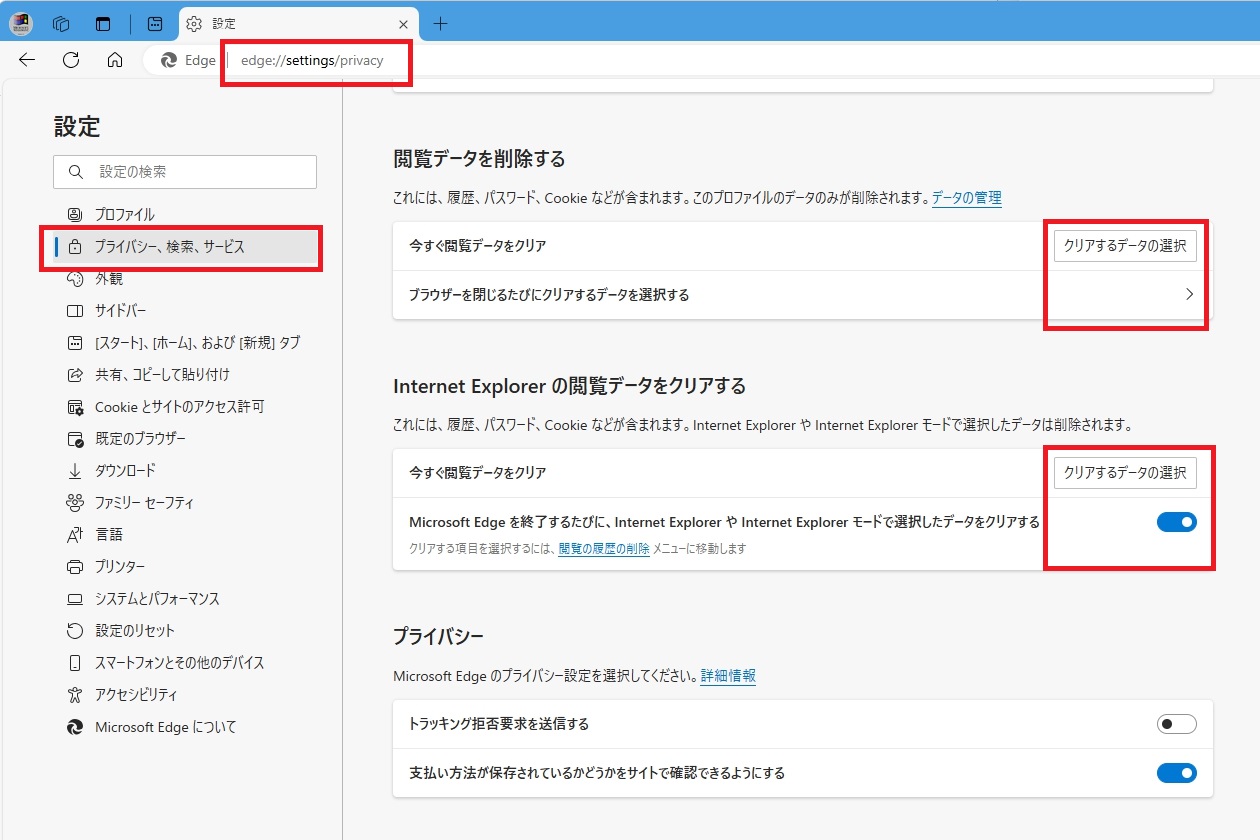 設定
Edge
edge://settings/privacy
設定
設定の検索
プロファイル
プライバシー、検索、サービス
外観
サイドバー
[スタート]、[ホーム]、および [新規] タブ
共有、コピーして貼り付け
Cookie とサイトのアクセス許可
既定のブラウザー
ダウンロード
ファミリー セーフティ
言語
プリンター
システムとパフォーマンス
設定のリセット
スマートフォンとその他のデバイス
アクセシビリティ
Microsoft Edge について
閲覧データを削除する
これには、履歴、パスワード、Cookie などが含まれます。このプロファイルのデータのみが削除されます。データの管理
今すぐ閲覧データをクリア
クリアするデータの選択
ブラウザーを閉じるたびにクリアするデータを選択する
Internet Explorer の閲覧データをクリアする
これには、履歴、パスワード、Cookie などが含まれます。Internet Explorer や Internet Explorer モードで選択したデータは削除されます。
今すぐ閲覧データをクリア
クリアするデータの選択
Microsoft Edge を終了するたびに、Internet Explorer や Internet Explorer モードで選択したデータをクリアする
クリアする項目を選択するには、閲覧の履歴の削除 メニューに移動します
プライバシー
Microsoft Edge のプライバシー設定を選択してください。詳細情報
トラッキング拒否要求を送信する
支払い方法が保存されているかどうかをサイトで確認できるようにする